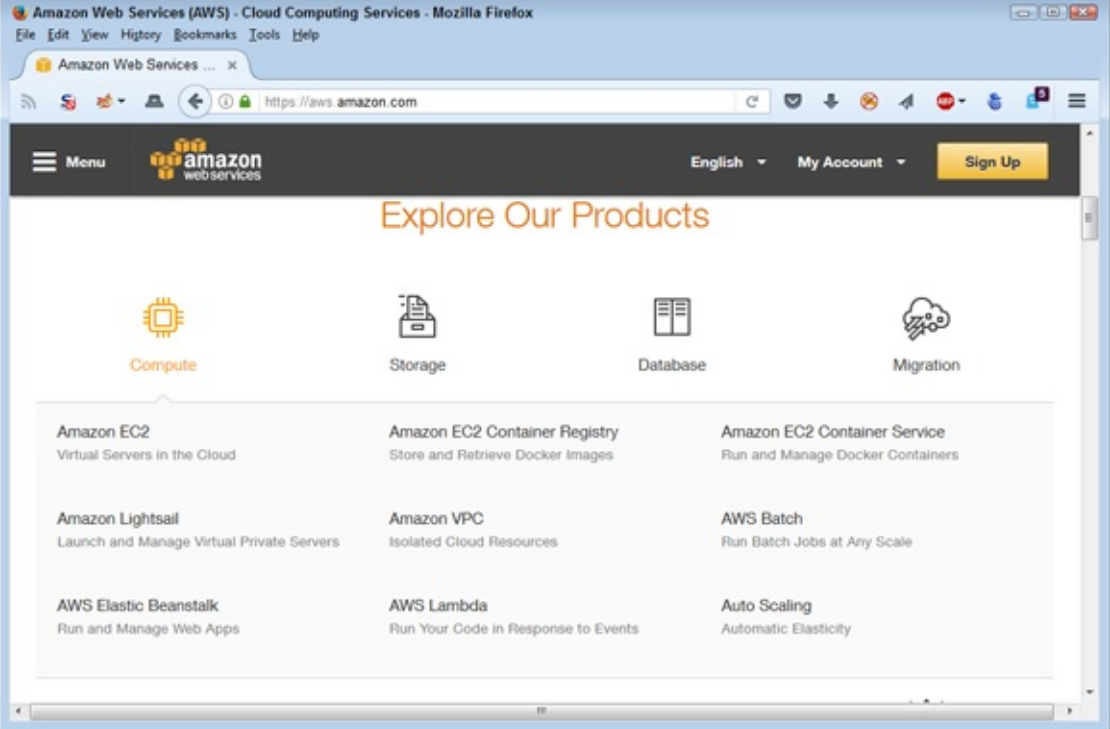 Amazon Web Services (AWS) - Cloud Computing Services - Mozilla Firefox
File Edit View History Bookmarks Tools Help
Amazon Web Services ... x
https://aws.amazon.com
ABP
5
Menu
amazon
webservices
English
My Account
Sign Up
Explore Our Products
Compute
Storage
Database
Migration
Amazon EC2
Virtual Servers in the Cloud
Amazon EC2 Container Registry
Store and Retrieve Docker Images
Amazon EC2 Container Service
Run and Manage Docker Containers
Amazon Lightsail
Launch and Manage Virtual Private Servers
Amazon VPC
Isolated Cloud Resources
AWS Batch
Run Batch Jobs at Any Scale
AWS Elastic Beanstalk
Run and Manage Web Apps
AWS Lambda
Run Your Code in Response to Events
Auto Scaling
Automatic Elasticity